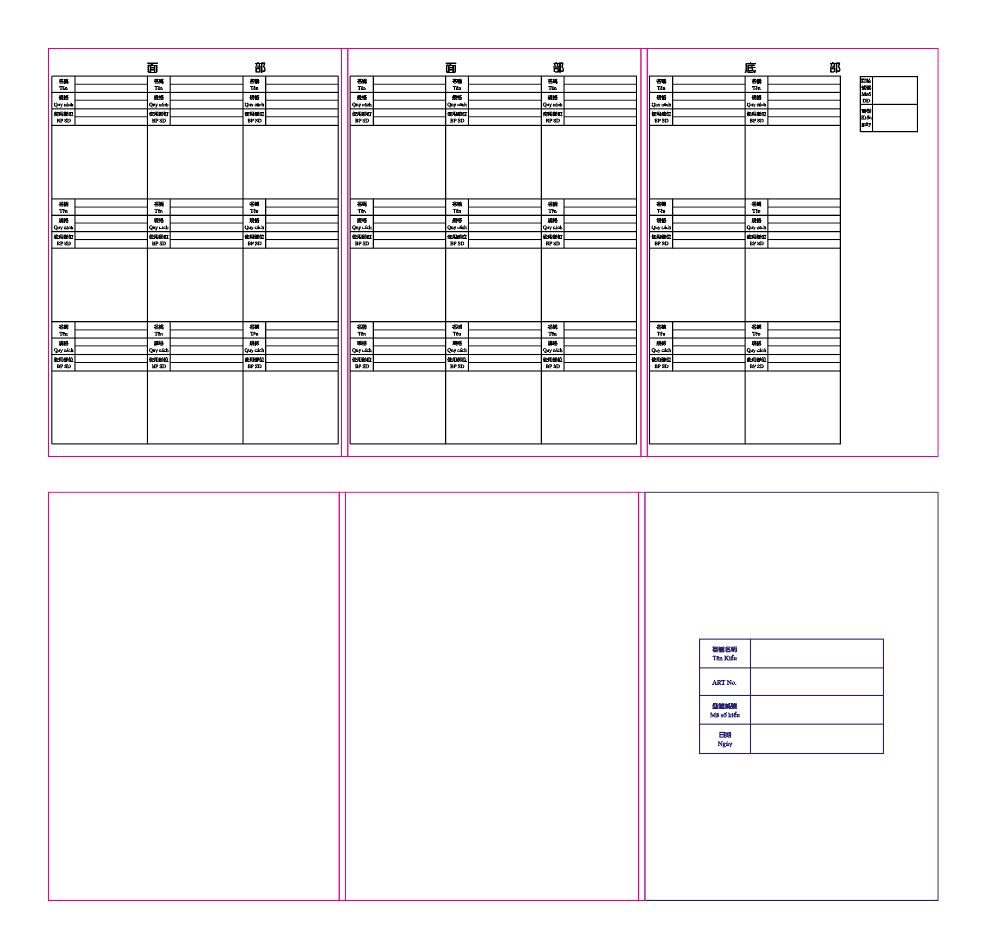 面 部
名稱 名稱 名稱
Tên Tên Tên
規格 規格 規格
Quy cách Quy cách Quy cách
使用部位 使用部位 使用部位
BP SD BP SD BP SD
名稱 名稱 名稱
Tên Tên Tên
規格 規格 規格
Quy cách Quy cách Quy cách
使用部位 使用部位 使用部位
BP SD BP SD BP SD
名稱 名稱 名稱
Tên Tên Tên
規格 規格 規格
Quy cách Quy cách Quy cách
使用部位 使用部位 使用部位
BP SD BP SD BP SD
面 部
名稱 名稱 名稱
Tên Tên Tên
規格 規格 規格
Quy cách Quy cách Quy cách
使用部位 使用部位 使用部位
BP SD BP SD BP SD
名稱 名稱 名稱
Tên Tên Tên
規格 規格 規格
Quy cách Quy cách Quy cách
使用部位 使用部位 使用部位
BP SD BP SD BP SD
名稱 名稱 名稱
Tên Tên Tên
規格 規格 規格
Quy cách Quy cách Quy cách
使用部位 使用部位 使用部位
BP SD BP SD BP SD
底 部
名稱 名稱
Tên Tên
規格 規格
Quy cách Quy cách
使用部位 使用部位
BP SD BP SD
名稱 名稱
Tên Tên
規格 規格
Quy cách Quy cách
使用部位 使用部位
BP SD BP SD
名稱 名稱
Tên Tên
規格 規格
Quy cách Quy cách
使用部位 使用部位
BP SD BP SD
Kiểu
giày
型體名稱
Tên Kiểu
ART No.
型體編號
Mã số kiểu
日期
Ngày